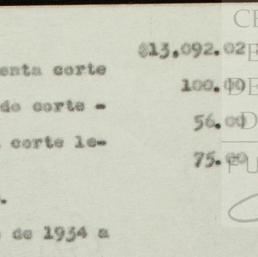 $13,092.02
enta corte
100.00
de corte -
56.00
corte le-
75.00
.
de 1934 a